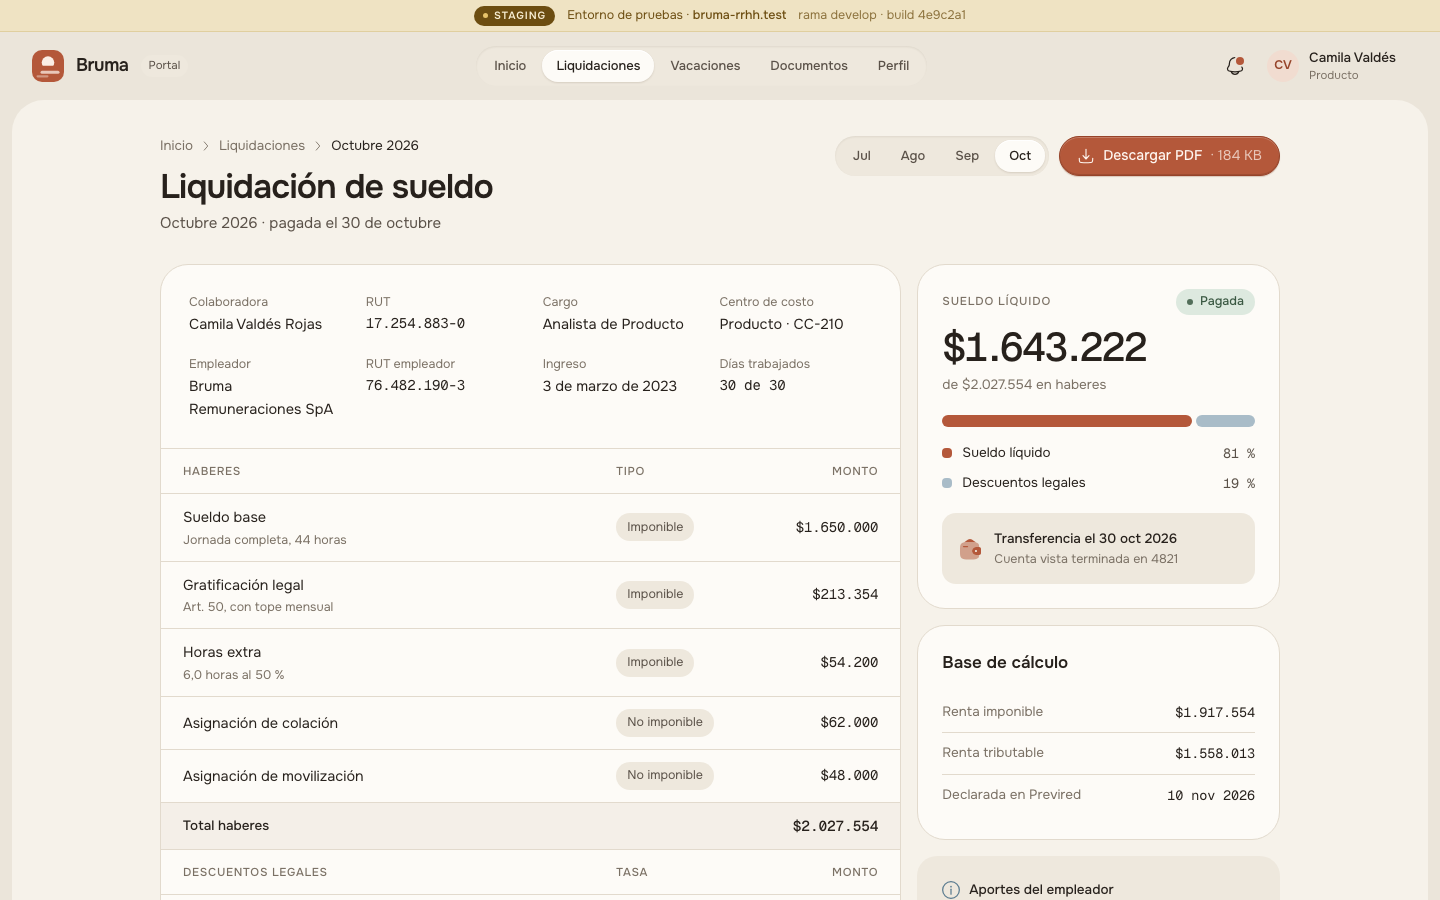 STAGING Entorno de pruebas · bruma-rrhh.test rama develop · build 4e9c2a1
Bruma Portal
Inicio Liquidaciones Vacaciones Documentos Perfil
CV Camila Valdés
Producto
Inicio > Liquidaciones > Octubre 2026
Liquidación de sueldo
Octubre 2026 · pagada el 30 de octubre
Jul Ago Sep Oct
Descargar PDF · 184 KB
Colaboradora RUT Cargo Centro de costo
Camila Valdés Rojas 17.254.883-0 Analista de Producto Producto · CC-210
Empleador RUT empleador Ingreso Días trabajados
Bruma 76.482.190-3 3 de marzo de 2023 30 de 30
Remuneraciones SpA
HABERES TIPO MONTO
Sueldo base Imponible $1.650.000
Jornada completa, 44 horas
Gratificación legal Imponible $213.354
Art. 50, con tope mensual
Horas extra Imponible $54.200
6,0 horas al 50 %
Asignación de colación No imponible $62.000
Asignación de movilización No imponible $48.000
Total haberes $2.027.554
DESCUENTOS LEGALES TASA MONTO
SUELDO LÍQUIDO Pagada
$1.643.222
de $2.027.554 en haberes
Sueldo líquido 81 %
Descuentos legales 19 %
Transferencia el 30 oct 2026
Cuenta vista terminada en 4821
Base de cálculo
Renta imponible $1.917.554
Renta tributable $1.558.013
Declarada en Previred 10 nov 2026
Aportes del empleador